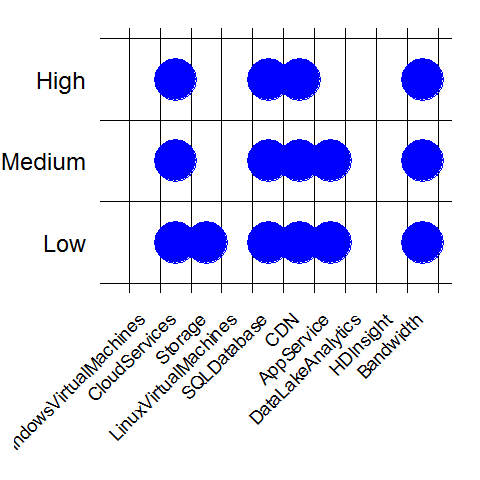 High
Medium
Low
ndowsVirtualMachines
CloudServices
Storage
LinuxVirtualMachines
SQLDatabase
CDN
AppService
DataLakeAnalytics
HDInsight
Bandwidth